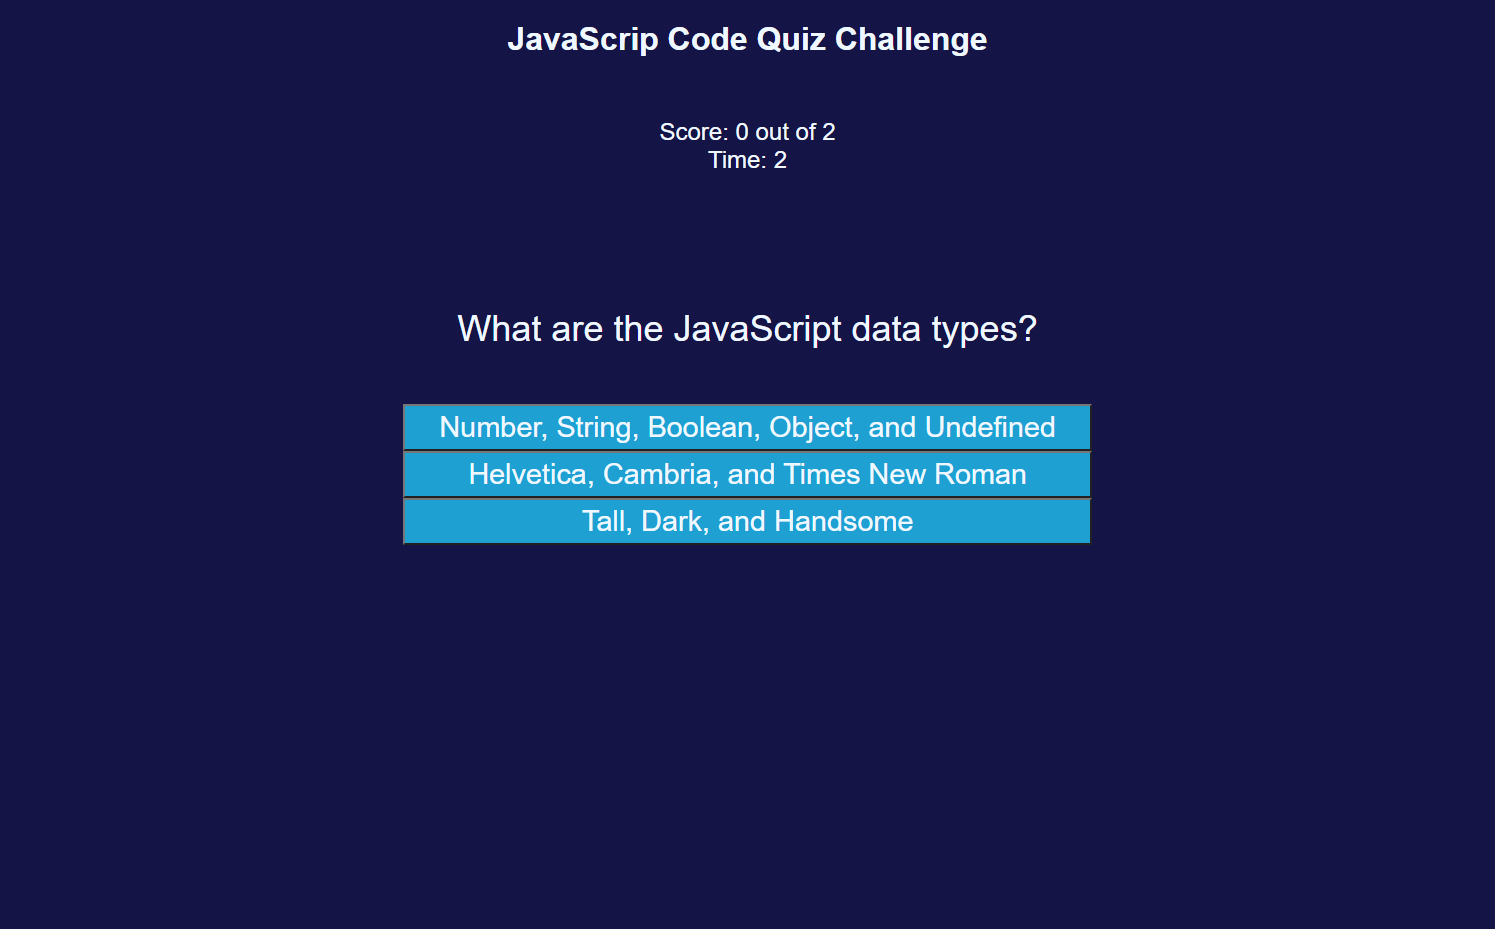 JavaScrip Code Quiz Challenge
Score: 0 out of 2
Time: 2
What are the JavaScript data types?
Number, String, Boolean, Object, and Undefined
Helvetica, Cambria, and Times New Roman
Tall, Dark, and Handsome